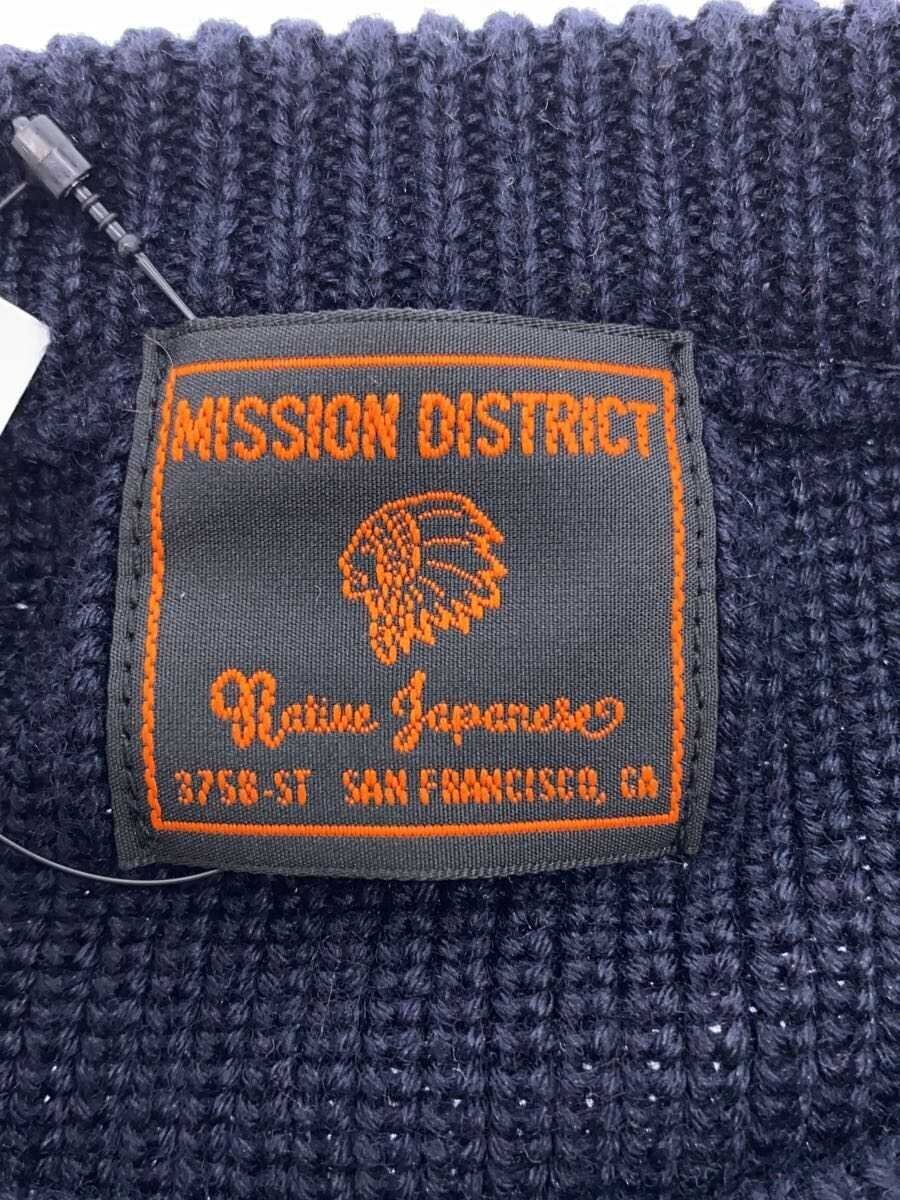 MISSION DISTRICT
Native Japanese
3758-ST SAN FRANCISCO, CA